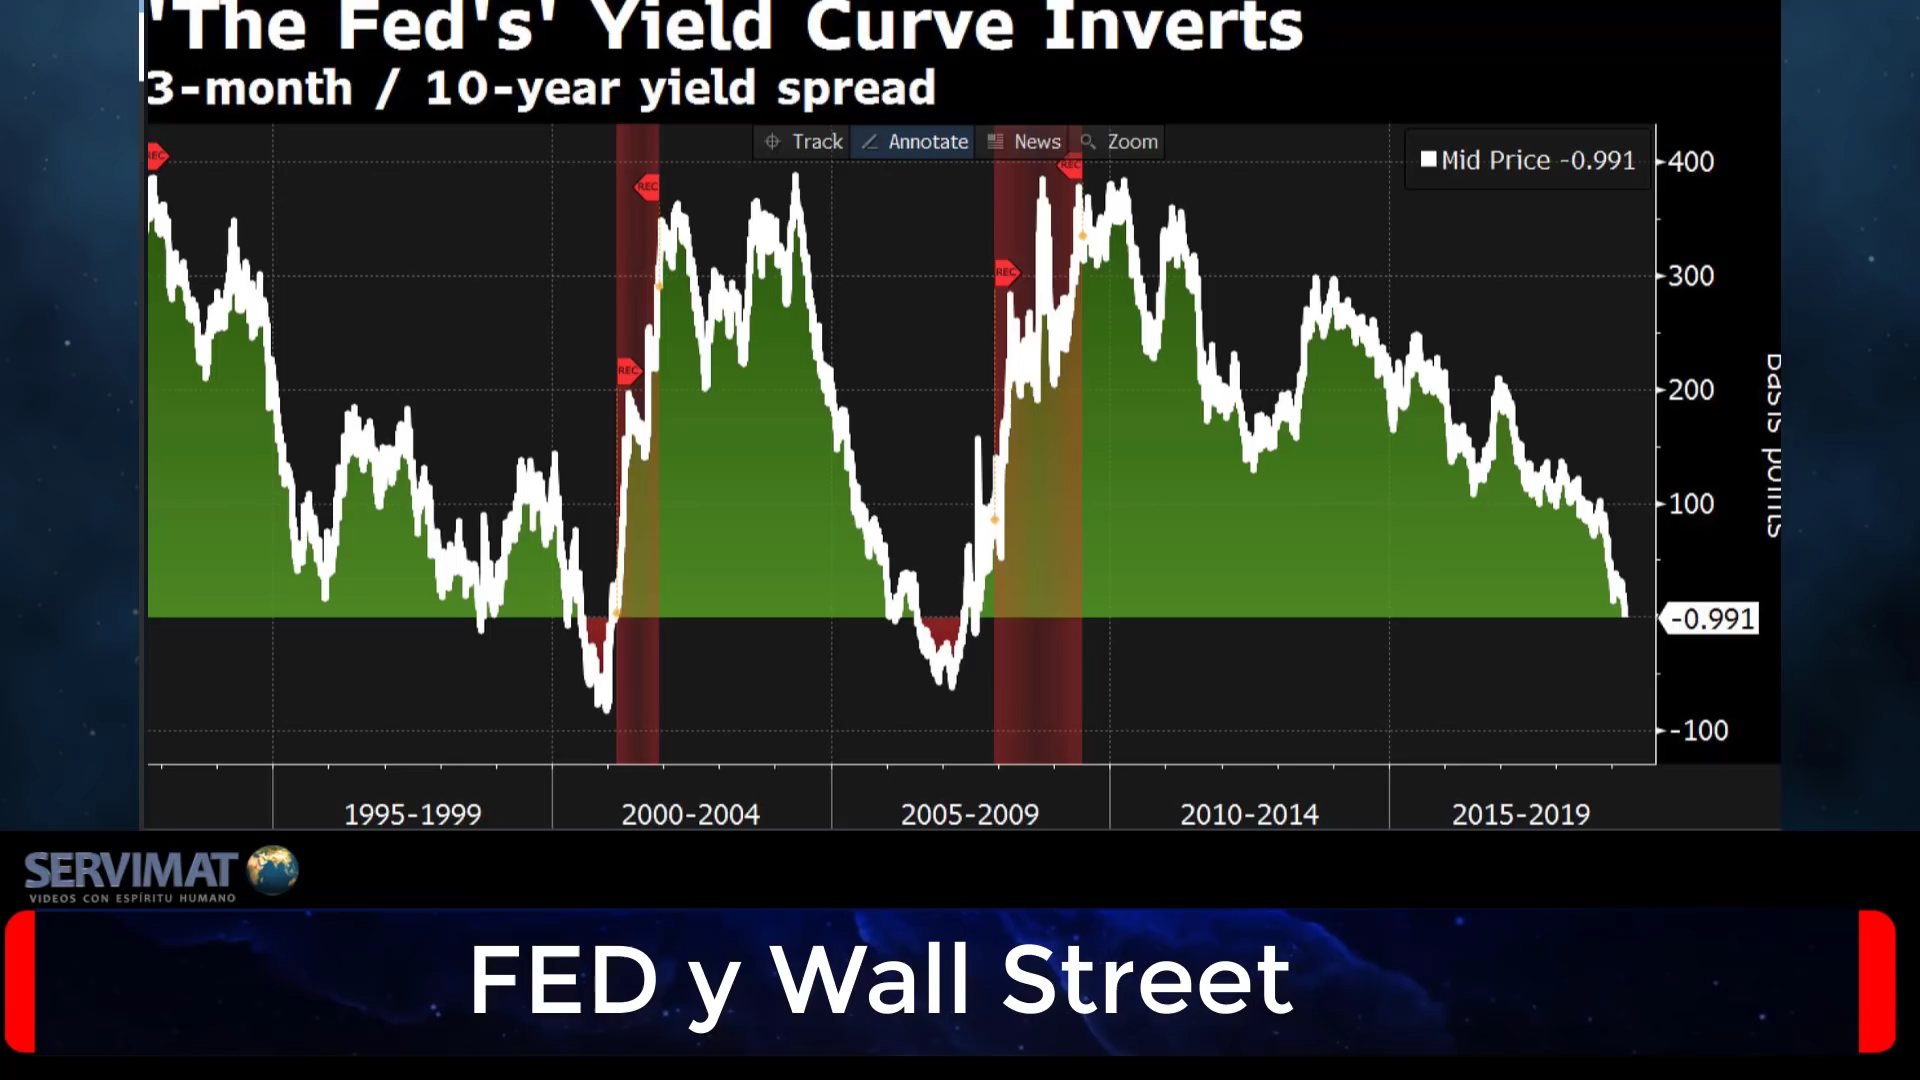 'The Fed's' Yield Curve Inverts
3-month / 10-year yield spread
Track Annotate News Zoom
Mid Price -0.991
REC
REC
REC
REC
REC
400
300
200
100
-0.991
-100
Basis points
1995-1999 2000-2004 2005-2009 2010-2014 2015-2019
SERVIMAT
VIDEOS CON ESPÍRITU HUMANO
FED y Wall Street